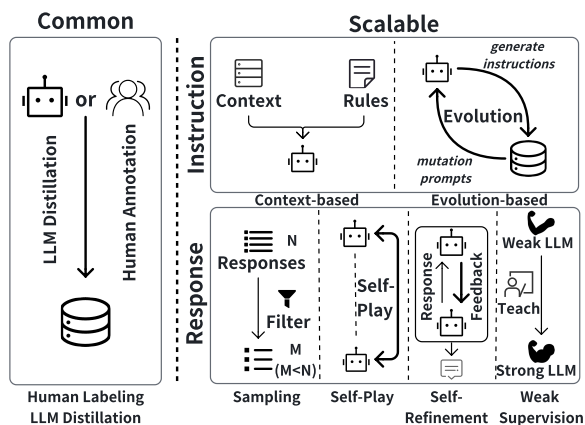 Common
or
LLM Distillation
Human Annotation
Human Labeling
LLM Distillation
Scalable
Instruction
Context
Rules
Context-based
generate
instructions
Evolution
mutation
prompts
Evolution-based
Response
N
Responses
Filter
M
(M<N)
Sampling
Self-
Play
Self-Play
Response
Feedback
Self-
Refinement
Weak LLM
Teach
Strong LLM
Weak
Supervision